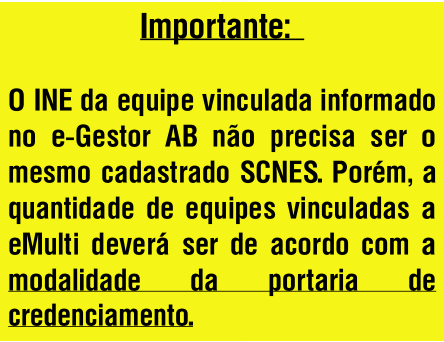 Importante:
O INE da equipe vinculada informado
no e-Gestor AB não precisa ser o
mesmo cadastrado SCNES. Porém, a
quantidade de equipes vinculadas a
eMulti deverá ser de acordo com a
modalidade da portaria de
credenciamento.